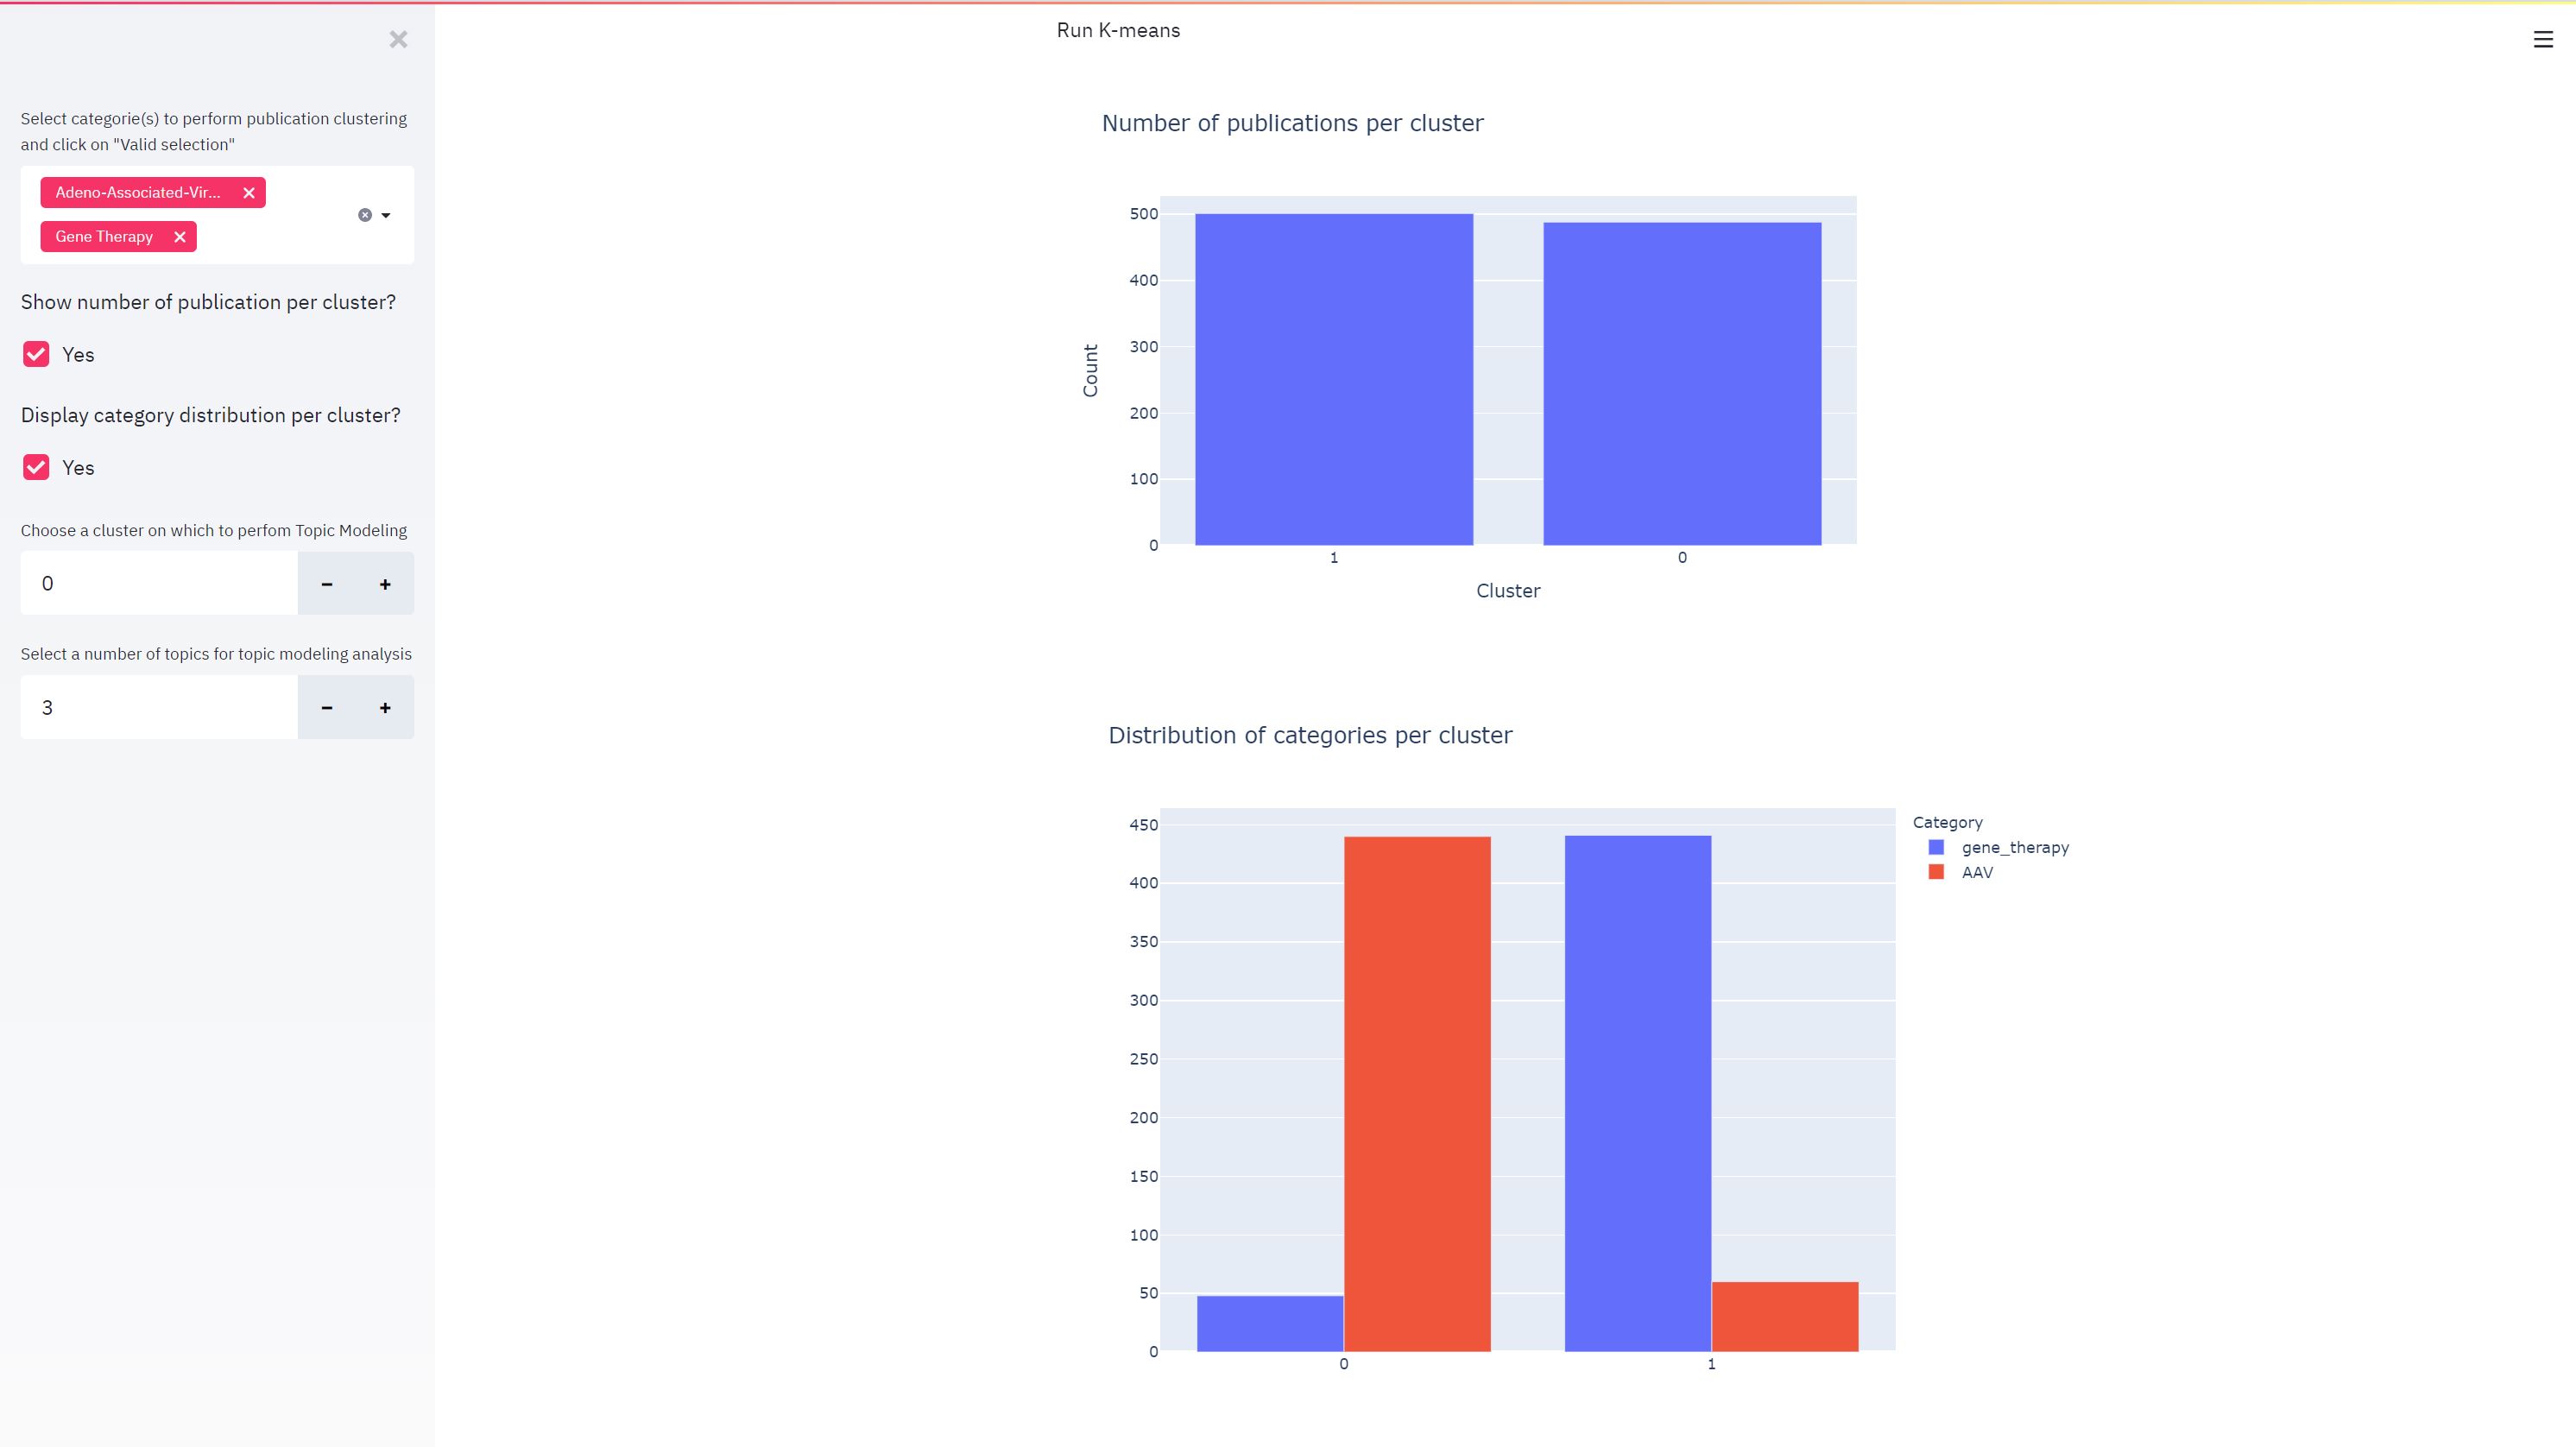 Select categorie(s) to perform publication clustering
and click on "Valid selection"
Adeno-Associated-Vir...
Gene Therapy
Show number of publication per cluster?
Yes
Display category distribution per cluster?
Yes
Choose a cluster on which to perfom Topic Modeling
0
Select a number of topics for topic modeling analysis
3
Run K-means
Number of publications per cluster
500
400
300
200
100
0
Count
1 0
Cluster
Distribution of categories per cluster
450
400
350
300
250
200
150
100
50
0
0 1
Category
gene_therapy
AAV